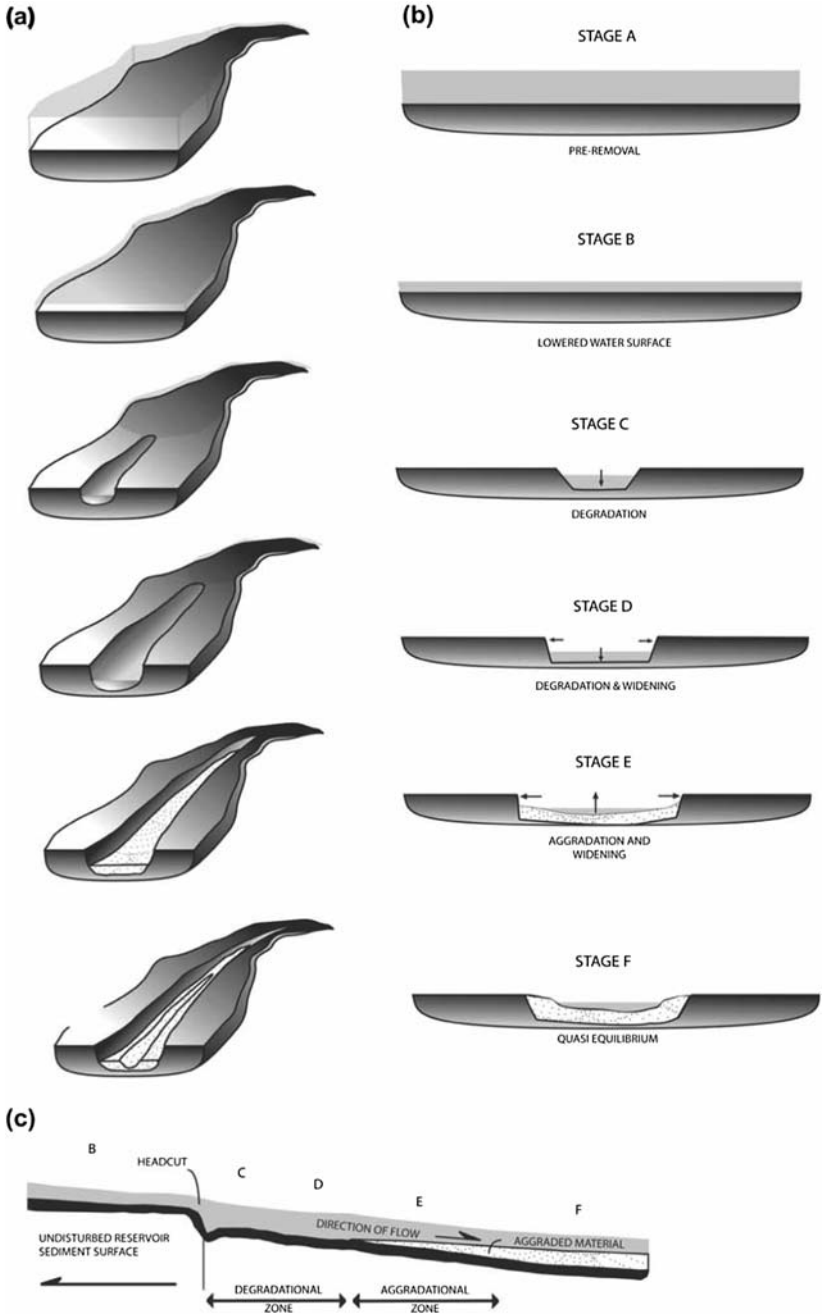 (a)
(b)
STAGE A
PRE-REMOVAL
STAGE B
LOWERED WATER SURFACE
STAGE C
DEGRADATION
STAGE D
DEGRADATION & WIDENING
STAGE E
AGGRADATION AND
WIDENING
STAGE F
QUASI EQUILIBRIUM
(c)
B
HEADCUT
C
D
E
F
DIRECTION OF FLOW
AGGRADED MATERIAL
UNDISTURBED RESERVOIR
SEDIMENT SURFACE
DEGRADATIONAL
ZONE
AGGRADATIONAL
ZONE